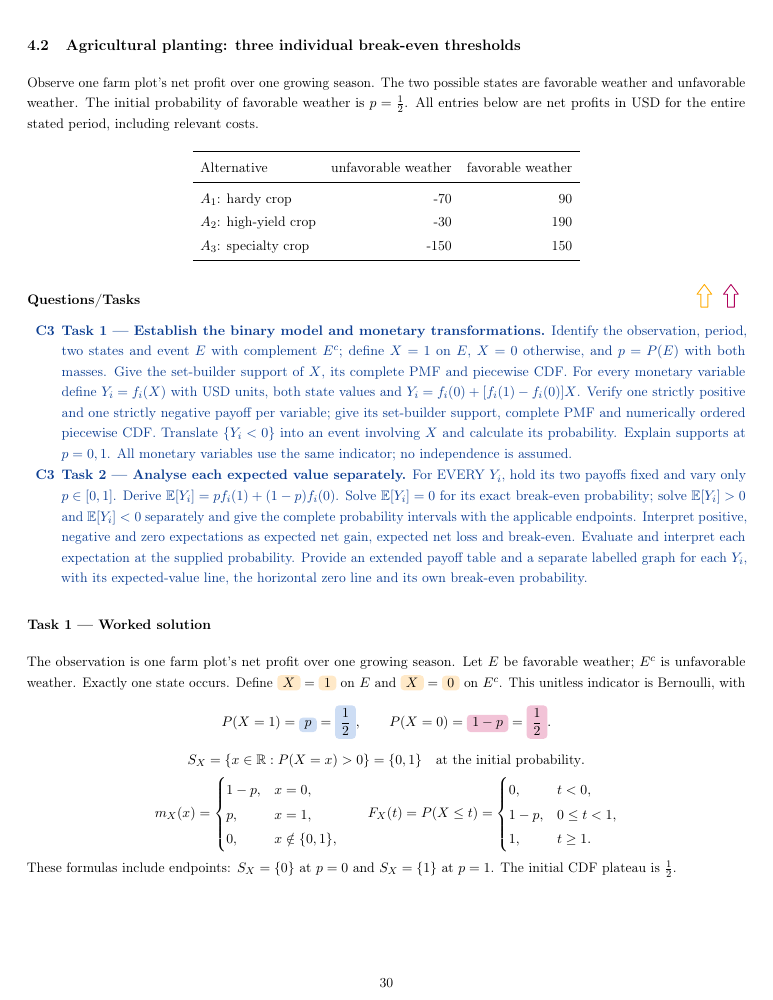 4.2 Agricultural planting: three individual break-even thresholds
Observe one farm plot's net profit over one growing season. The two possible states are favorable weather and unfavorable
weather. The initial probability of favorable weather is p = 1/2. All entries below are net profits in USD for the entire
stated period, including relevant costs.
Alternative unfavorable weather favorable weather
A₁: hardy crop -70 90
A₂: high-yield crop -30 190
A₃: specialty crop -150 150
Questions/Tasks
C3 Task 1 — Establish the binary model and monetary transformations. Identify the observation, period,
two states and event E with complement Eᶜ; define X = 1 on E, X = 0 otherwise, and p = P(E) with both
masses. Give the set-builder support of X, its complete PMF and piecewise CDF. For every monetary variable
define Yᵢ = fᵢ(X) with USD units, both state values and Yᵢ = fᵢ(0) + [fᵢ(1) − fᵢ(0)]X. Verify one strictly positive
and one strictly negative payoff per variable; give its set-builder support, complete PMF and numerically ordered
piecewise CDF. Translate {Yᵢ < 0} into an event involving X and calculate its probability. Explain supports at
p = 0, 1. All monetary variables use the same indicator; no independence is assumed.
C3 Task 2 — Analyse each expected value separately. For EVERY Yᵢ, hold its two payoffs fixed and vary only
p ∈ [0, 1]. Derive 𝔼[Yᵢ] = pfᵢ(1) + (1 − p)fᵢ(0). Solve 𝔼[Yᵢ] = 0 for its exact break-even probability; solve 𝔼[Yᵢ] > 0
and 𝔼[Yᵢ] < 0 separately and give the complete probability intervals with the applicable endpoints. Interpret positive,
negative and zero expectations as expected net gain, expected net loss and break-even. Evaluate and interpret each
expectation at the supplied probability. Provide an extended payoff table and a separate labelled graph for each Yᵢ,
with its expected-value line, the horizontal zero line and its own break-even probability.
Task 1 — Worked solution
The observation is one farm plot's net profit over one growing season. Let E be favorable weather; Eᶜ is unfavorable
weather. Exactly one state occurs. Define X = 1 on E and X = 0 on Eᶜ. This unitless indicator is Bernoulli, with
P(X = 1) = p = 1/2, P(X = 0) = 1 − p = 1/2.
S_X = {x ∈ ℝ : P(X = x) > 0} = {0, 1} at the initial probability.
m_X(x) = { 1 − p, x = 0, p, x = 1, 0, x ∉ {0, 1}, F_X(t) = P(X ≤ t) = { 0, t < 0, 1 − p, 0 ≤ t < 1, 1, t ≥ 1.
These formulas include endpoints: S_X = {0} at p = 0 and S_X = {1} at p = 1. The initial CDF plateau is 1/2.
30